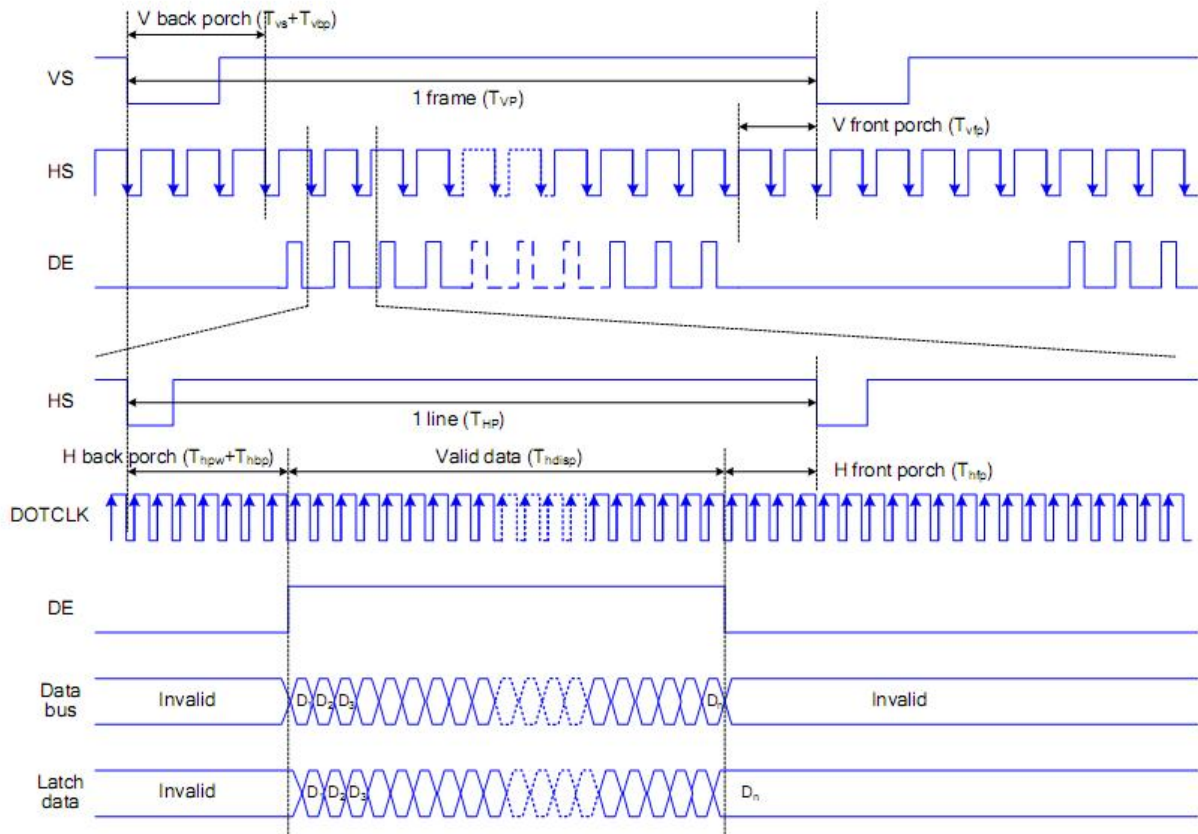 V back porch (Tvs+Tvbp)
VS
1 frame (TVP)
V front porch (Tvfp)
HS
DE
HS
1 line (THP)
H back porch (Thpw+Thbp)
Valid data (Thdisp)
H front porch (Thfp)
DOTCLK
DE
Data
bus
Invalid
D1 D2 D3
Dn
Invalid
Latch
data
Invalid
D1 D2 D3
Dn